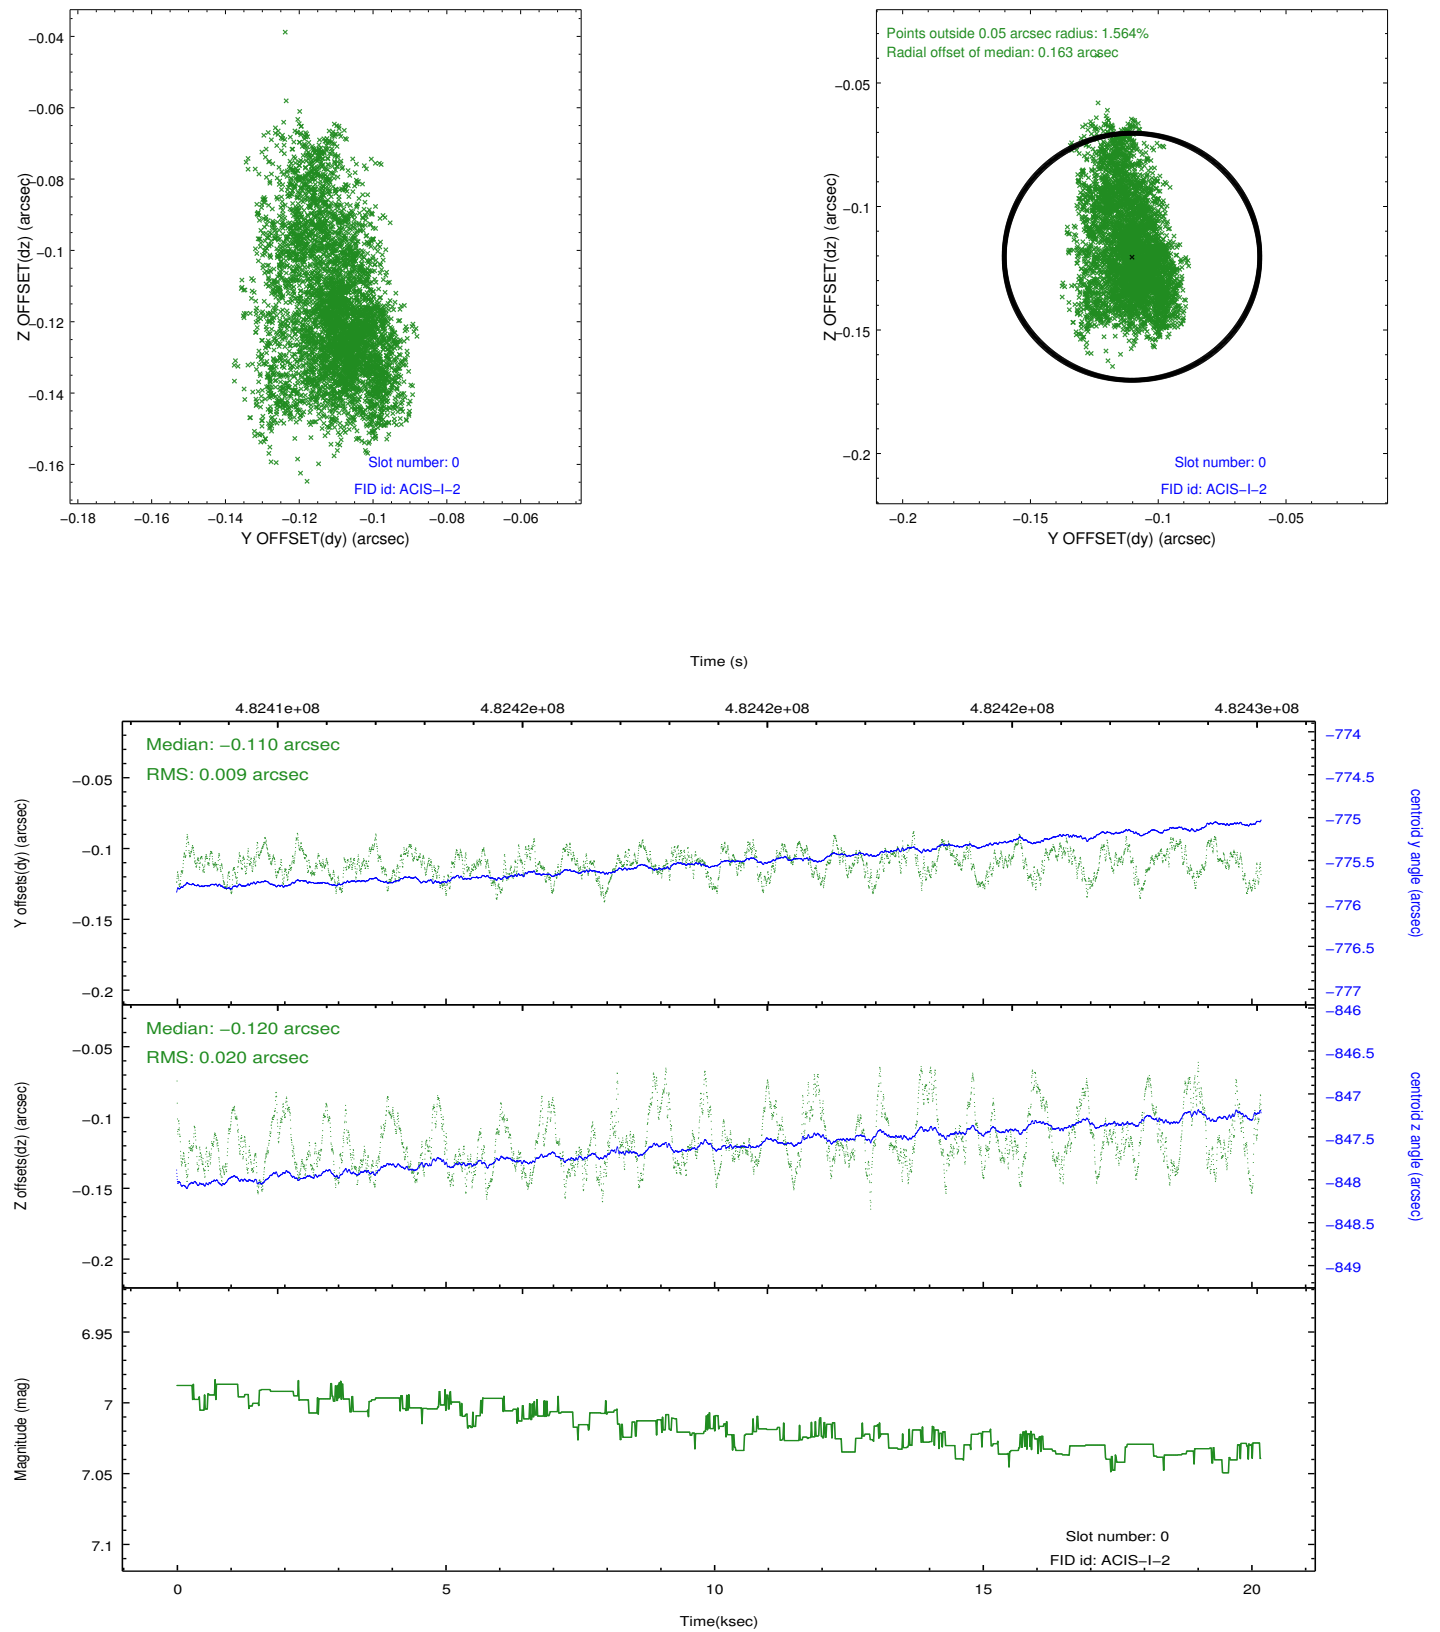 −0.04
−0.06
−0.08
−0.1
−0.12
−0.14
−0.16
Z OFFSET(dz) (arcsec)
Slot number: 0
FID id: ACIS−I−2
−0.18 −0.16 −0.14 −0.12 −0.1 −0.08 −0.06
Y OFFSET(dy) (arcsec)
Points outside 0.05 arcsec radius: 1.564%
Radial offset of median: 0.163 arcsec
−0.05
−0.1
−0.15
−0.2
Z OFFSET(dz) (arcsec)
Slot number: 0
FID id: ACIS−I−2
−0.2 −0.15 −0.1 −0.05
Y OFFSET(dy) (arcsec)
Time (s)
4.8241e+08 4.8242e+08 4.8242e+08 4.8242e+08 4.8243e+08
Median: −0.110 arcsec
RMS: 0.009 arcsec
−0.05
−0.1
−0.15
−0.2
Y offsets(dy) (arcsec)
−774
−774.5
−775
−775.5
−776
−776.5
−777
centroid y angle (arcsec)
Median: −0.120 arcsec
RMS: 0.020 arcsec
−0.05
−0.1
−0.15
−0.2
Z offsets(dz) (arcsec)
−846
−846.5
−847
−847.5
−848
−848.5
−849
centroid z angle (arcsec)
6.95
7
7.05
7.1
Magnitude (mag)
Slot number: 0
FID id: ACIS−I−2
0 5 10 15 20
Time(ksec)